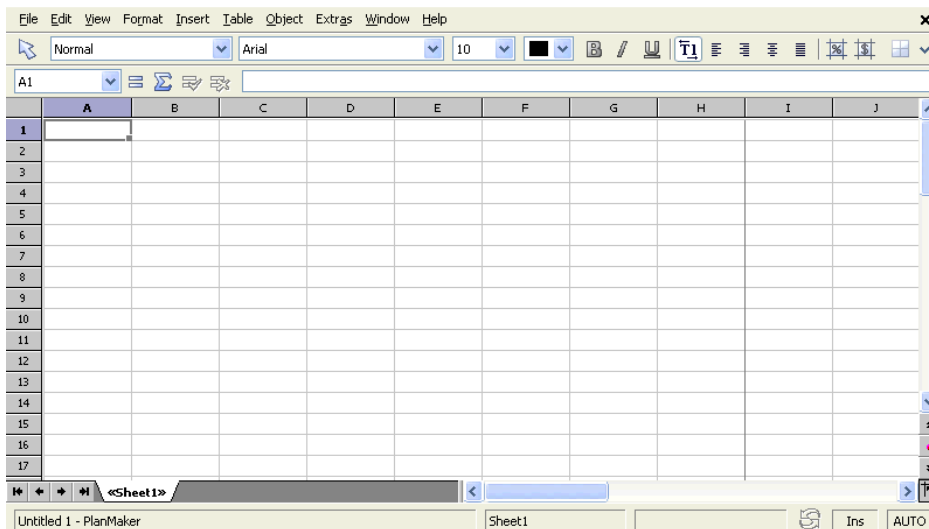 File Edit View Format Insert Table Object Extras Window Help
Normal Arial 10 B I U T1 % $
A1
A B C D E F G H I J
1
2
3
4
5
6
7
8
9
10
11
12
13
14
15
16
17
«Sheet1»
Untitled 1 - PlanMaker Sheet1 Ins AUTO